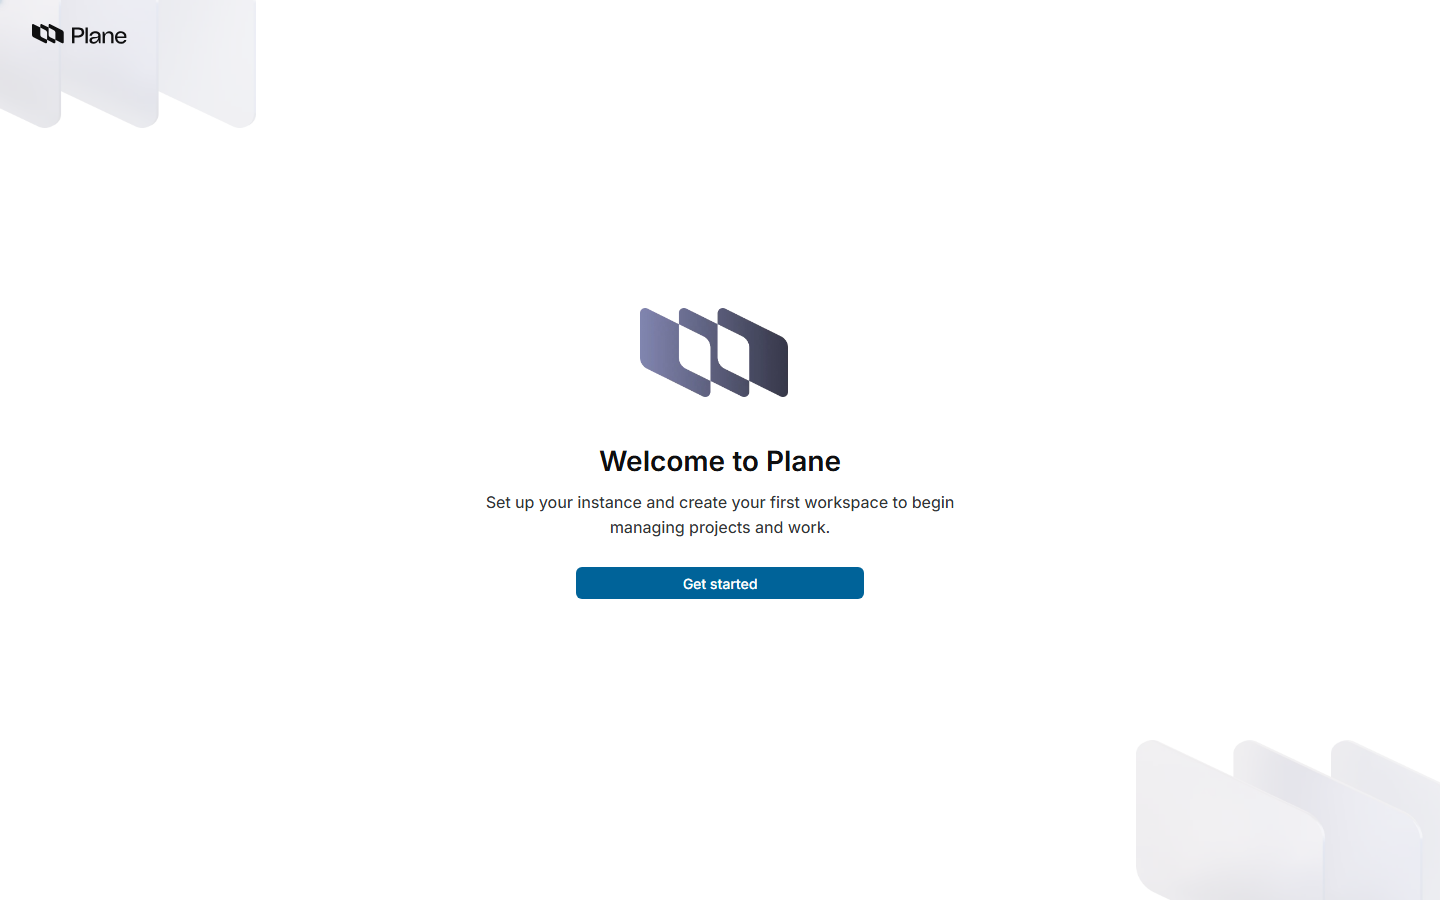 Plane
Welcome to Plane
Set up your instance and create your first workspace to begin
managing projects and work.
Get started